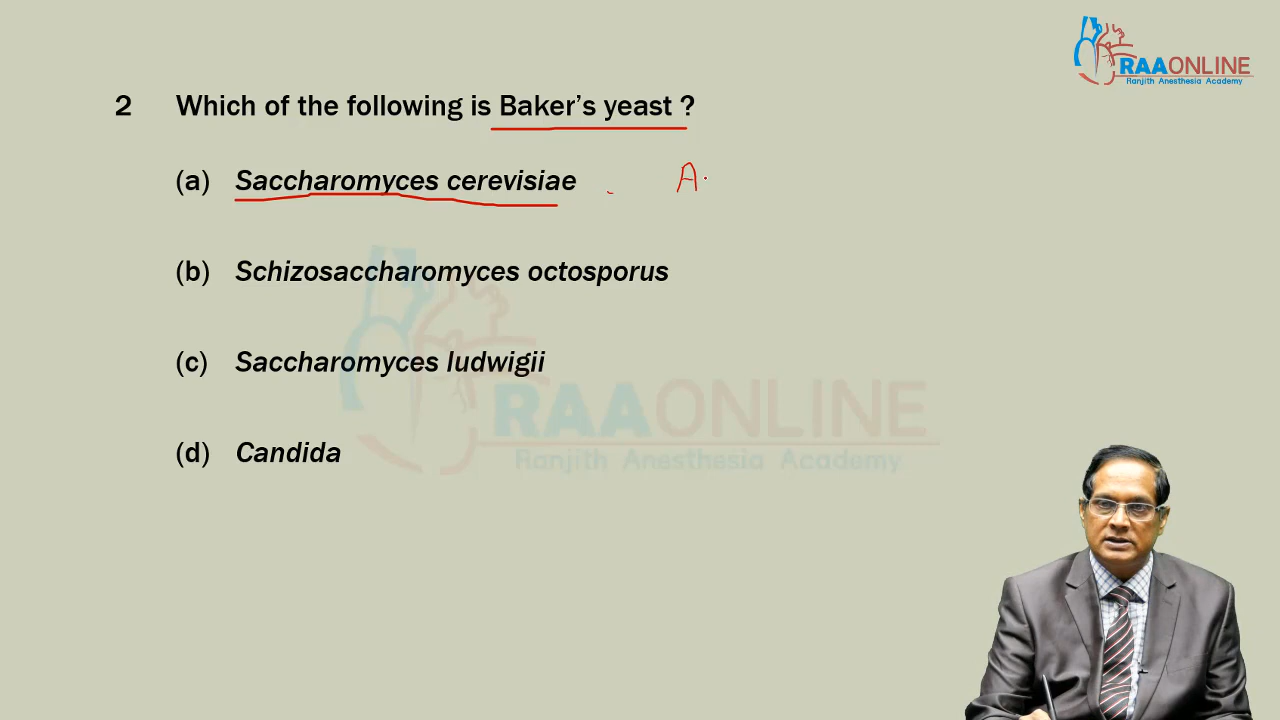 RAAONLINE
Ranjith Anesthesia Academy
2 Which of the following is Baker's yeast ?
(a) Saccharomyces cerevisiae A.
(b) Schizosaccharomyces octosporus
(c) Saccharomyces ludwigii
RAAONLINE
(d) Candida
Ranjith Anesthesia Academy